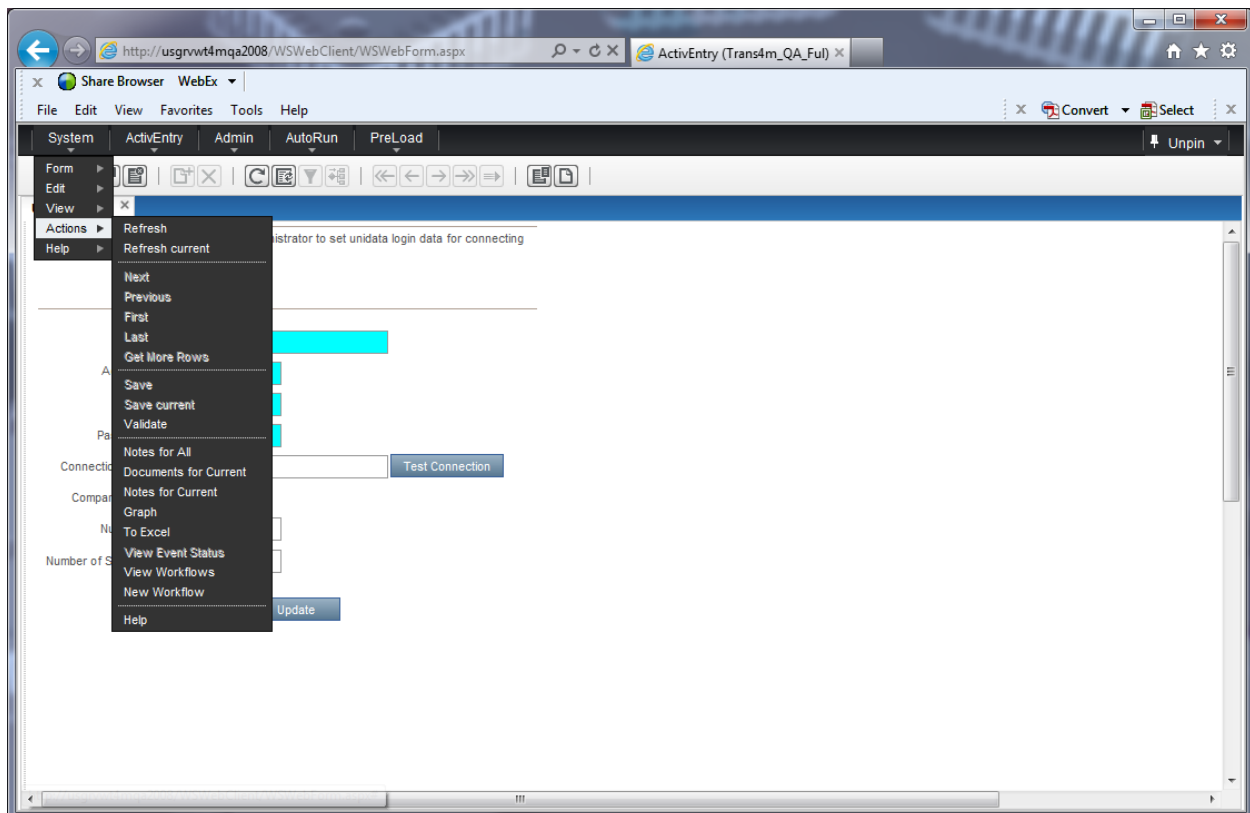 http://usgrvwt4mqa2008/WSWebClient/WSWebForm.aspx
ActivEntry (Trans4m_QA_Ful)
x Share Browser WebEx
File Edit View Favorites Tools Help
x Convert Select x
System ActivEntry Admin AutoRun PreLoad
Unpin
Form
Edit
View
Actions
Help
Refresh
Refresh current
Next
Previous
First
Last
Get More Rows
Save
Save current
Validate
Notes for All
Documents for Current
Notes for Current
Graph
To Excel
View Event Status
View Workflows
New Workflow
Help
to set unidata login data for connecting
A
Pa
Test Connection
Number of S
Update